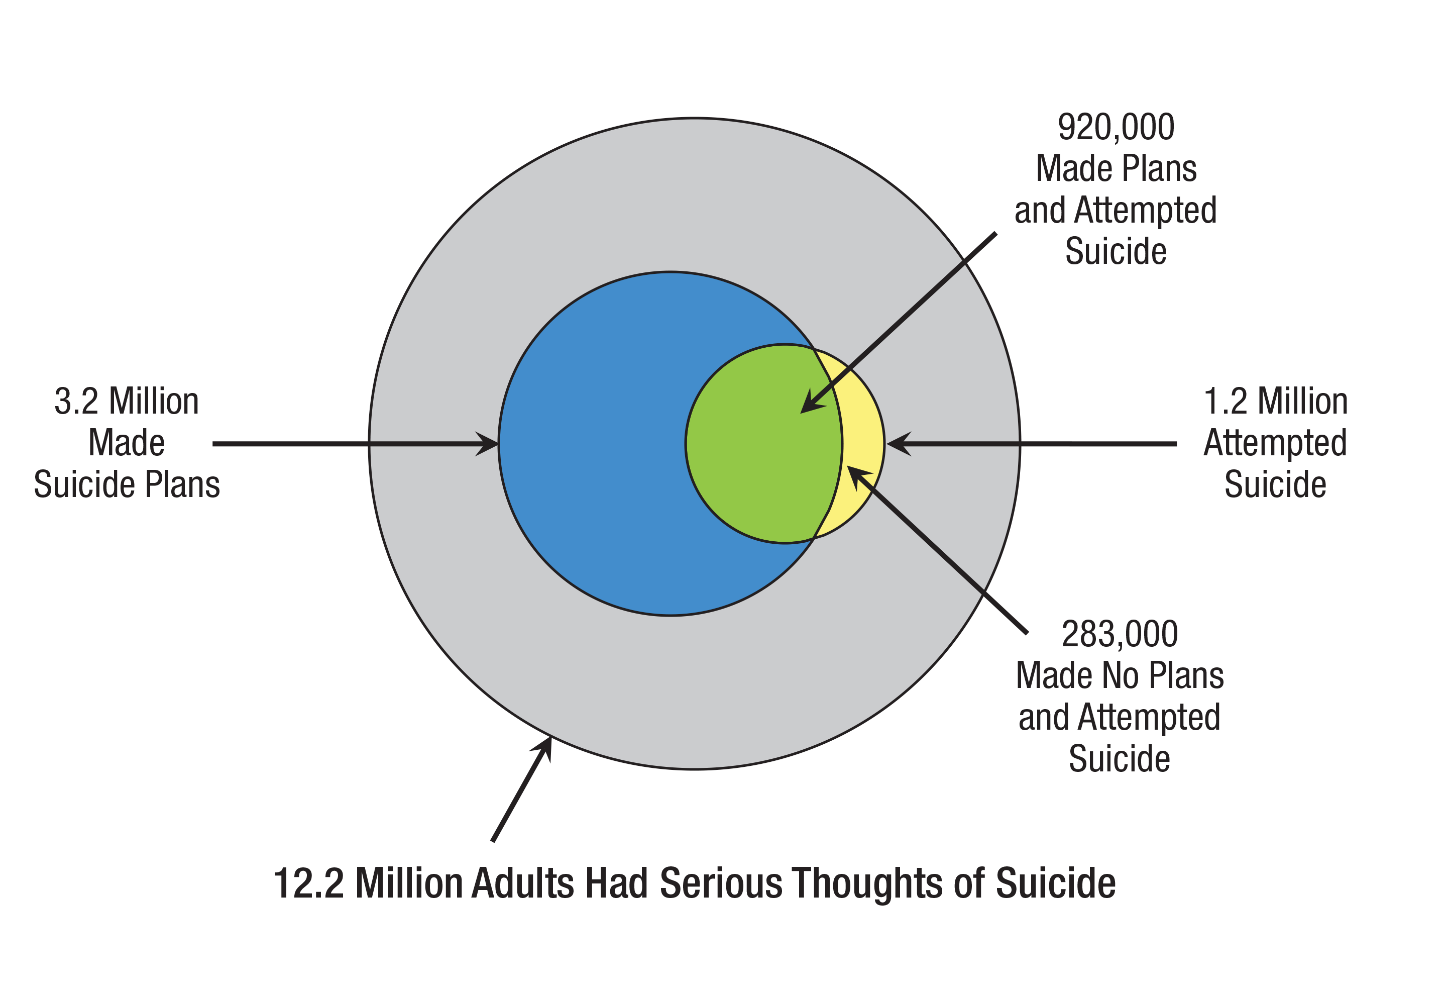 920,000
Made Plans
and Attempted
Suicide
3.2 Million
Made
Suicide Plans
1.2 Million
Attempted
Suicide
283,000
Made No Plans
and Attempted
Suicide
12.2 Million Adults Had Serious Thoughts of Suicide